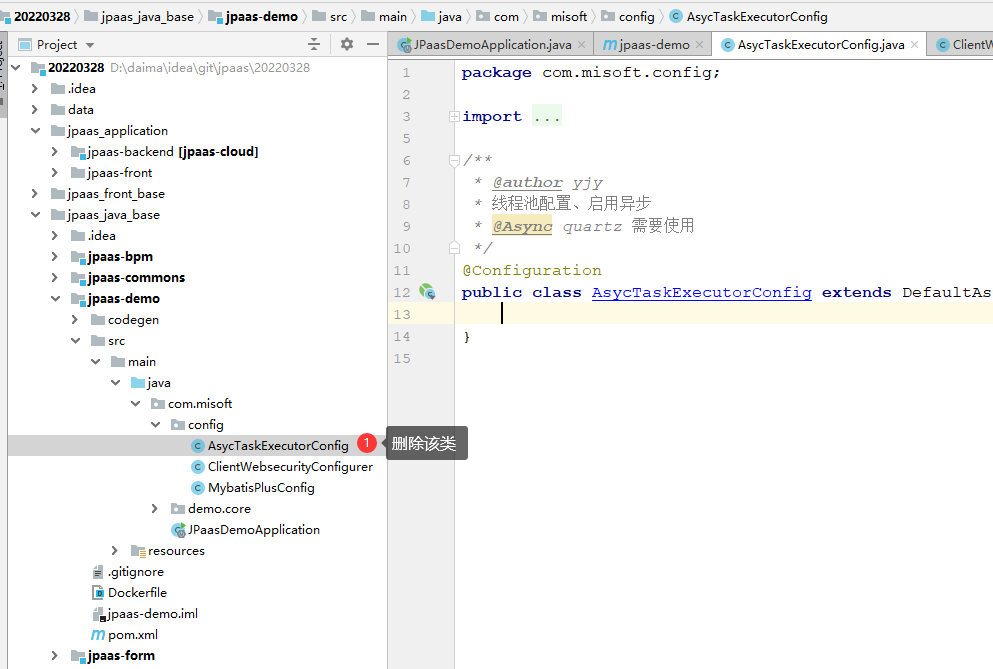 20220328 jpaas_java_base jpaas-demo src main java com misoft config AsycTaskExecutorConfig
Project
JPaasDemoApplication.java jpaas-demo AsycTaskExecutorConfig.java ClientW
20220328 D:\daima\idea\git\jpaas\20220328
.idea
data
jpaas_application
jpaas-backend [jpaas-cloud]
jpaas-front
jpaas_front_base
jpaas_java_base
.idea
jpaas-bpm
jpaas-commons
jpaas-demo
codegen
src
main
java
com.misoft
config
AsycTaskExecutorConfig 1 删除该类
ClientWebsecurityConfigurer
MybatisPlusConfig
demo.core
JPaasDemoApplication
resources
.gitignore
Dockerfile
jpaas-demo.iml
pom.xml
jpaas-form
1 package com.misoft.config;
2
3 import ...
5
6 /**
7 * @author yjy
8 * 线程池配置、启用异步
9 * @Async quartz 需要使用
10 */
11 @Configuration
12 public class AsycTaskExecutorConfig extends DefaultAs
13
14 }
15